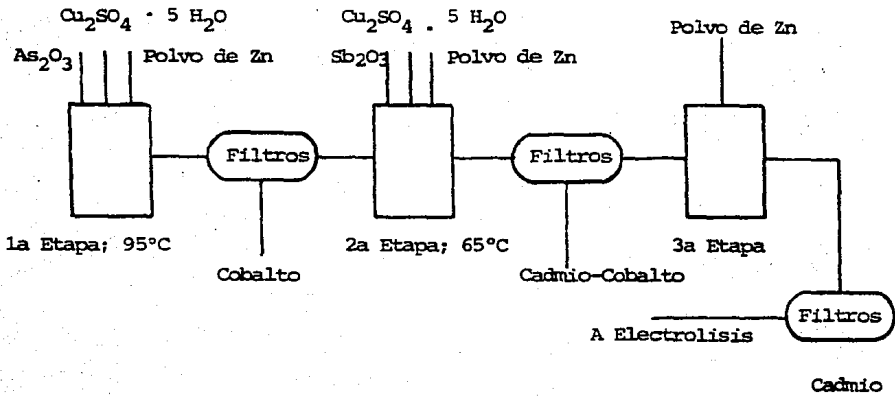 Cu₂SO₄ · 5 H₂O
As₂O₃ Polvo de Zn
Cu₂SO₄ . 5 H₂O
Sb₂O₃ Polvo de Zn
Polvo de Zn
Filtros
Filtros
1a Etapa; 95°C
2a Etapa; 65°C
3a Etapa
Cobalto
Cadmio-Cobalto
Filtros
A Electrolisis
Cadmio